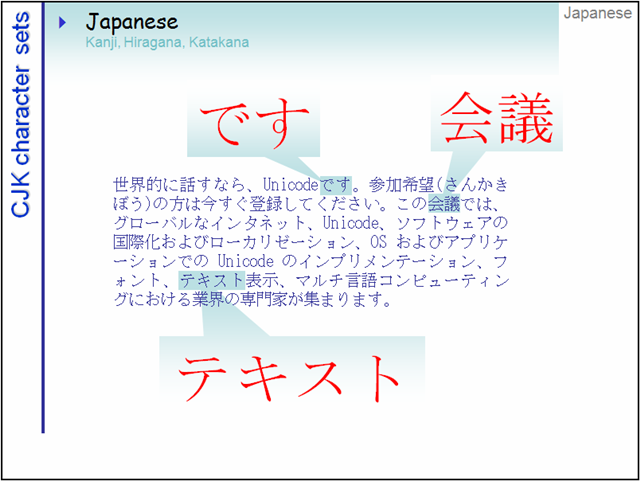 CJK character sets
Japanese
Kanji, Hiragana, Katakana
Japanese
です
会議
世界的に話すなら、Unicodeです。参加希望(さんかき
ぼう)の方は今すぐ登録してください。この会議では、
グローバルなインタネット、Unicode、ソフトウェアの
国際化およびローカリゼーション、OS およびアプリケ
ーションでの Unicode のインプリメンテーション、フ
ォント、テキスト表示、マルチ言語コンピューティン
グにおける業界の専門家が集まります。
テキスト